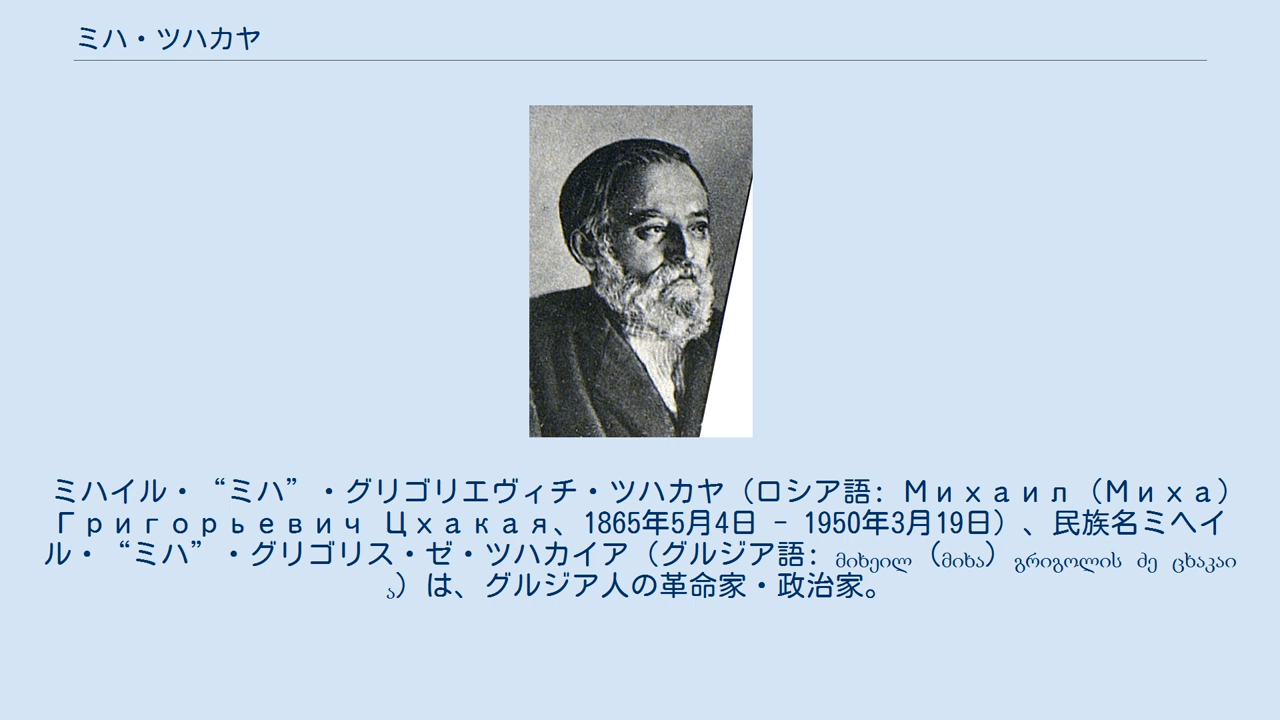 ミハ・ツハカヤ
ミハイル・“ミハ”・グリゴリエヴィチ・ツハカヤ（ロシア語: Михаил（Миха）
Григорьевич Цхакая、1865年5月4日 - 1950年3月19日）、民族名ミヘイ
ル・“ミハ”・グリゴリス・ゼ・ツハカイア（グルジア語: მიხეილ（მიხა）გრიგოლის ძე ცხაკაი
ა）は、グルジア人の革命家・政治家。